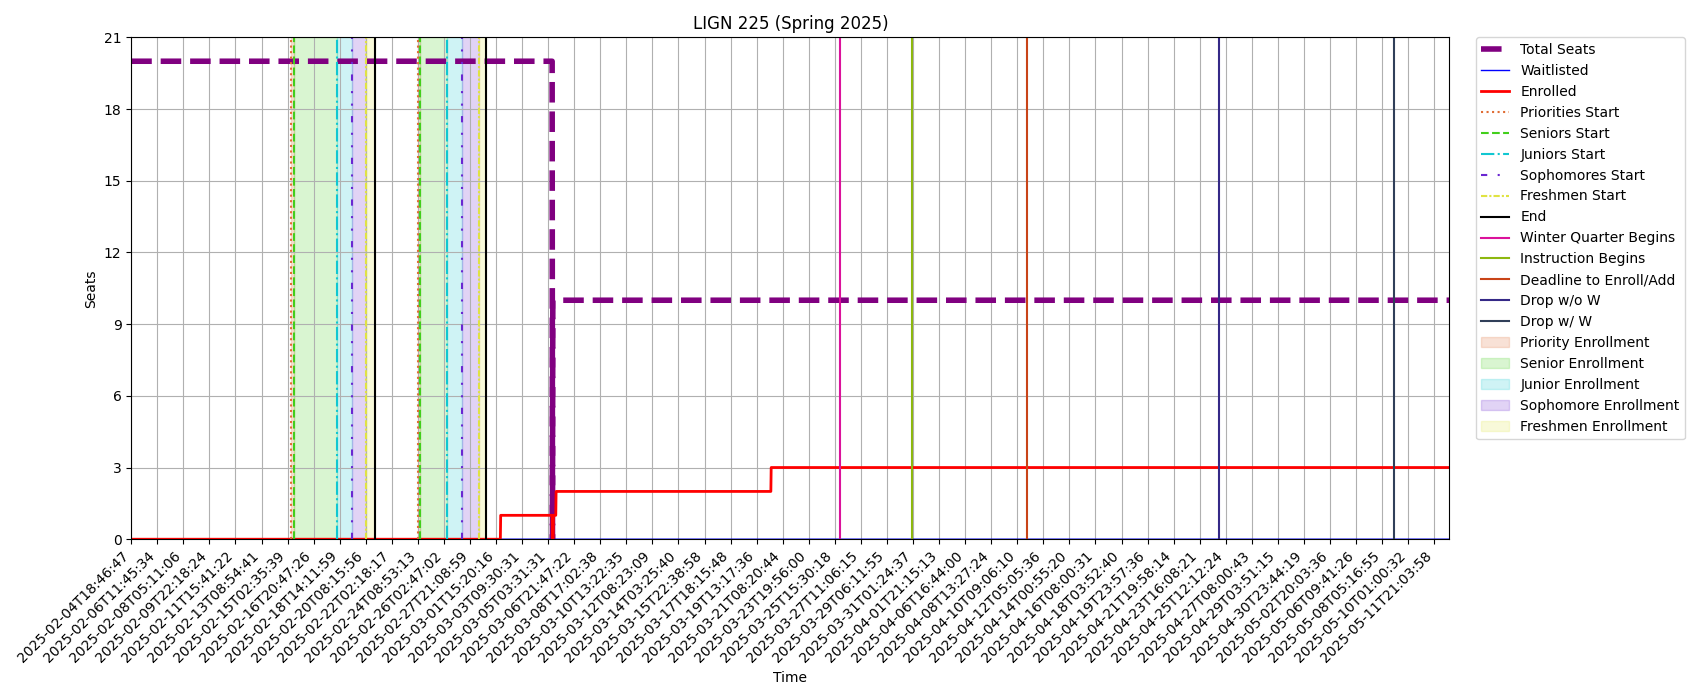 LIGN 225 (Spring 2025)
Seats
21
18
15
12
9
6
3
0
2025-02-04T18:46:47
2025-02-06T11:45:34
2025-02-08T05:11:06
2025-02-09T22:18:24
2025-02-11T15:41:22
2025-02-13T08:54:41
2025-02-15T02:35:39
2025-02-16T20:47:26
2025-02-18T14:11:59
2025-02-20T08:15:56
2025-02-22T02:18:17
2025-02-24T08:53:13
2025-02-26T02:47:02
2025-02-27T21:08:59
2025-03-01T15:20:16
2025-03-03T09:30:31
2025-03-05T03:31:31
2025-03-06T21:47:22
2025-03-08T17:02:38
2025-03-10T13:22:35
2025-03-12T08:23:09
2025-03-14T03:25:40
2025-03-15T22:38:58
2025-03-17T18:15:48
2025-03-19T13:17:36
2025-03-21T08:20:44
2025-03-23T19:56:00
2025-03-25T15:30:18
2025-03-27T11:06:15
2025-03-29T06:11:55
2025-03-31T01:24:37
2025-04-01T21:15:13
2025-04-06T16:44:00
2025-04-08T13:27:24
2025-04-10T09:06:10
2025-04-12T05:05:36
2025-04-14T00:55:20
2025-04-16T08:00:31
2025-04-18T03:52:40
2025-04-19T23:57:36
2025-04-21T19:58:14
2025-04-23T16:08:21
2025-04-25T12:12:24
2025-04-27T08:00:43
2025-04-29T03:51:15
2025-04-30T23:44:19
2025-05-02T20:03:36
2025-05-06T09:41:26
2025-05-08T05:16:55
2025-05-10T01:00:32
2025-05-11T21:03:58
Time
Total Seats
Waitlisted
Enrolled
Priorities Start
Seniors Start
Juniors Start
Sophomores Start
Freshmen Start
End
Winter Quarter Begins
Instruction Begins
Deadline to Enroll/Add
Drop w/o W
Drop w/ W
Priority Enrollment
Senior Enrollment
Junior Enrollment
Sophomore Enrollment
Freshmen Enrollment